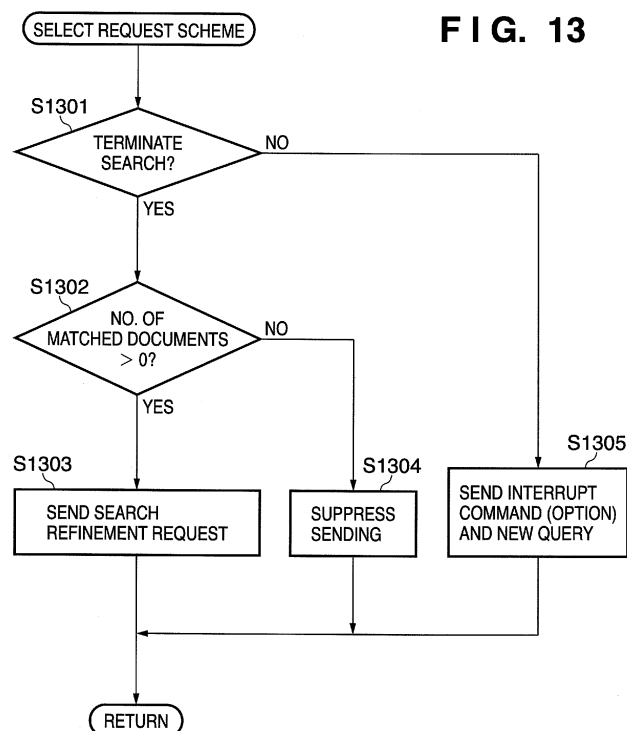 SELECT REQUEST SCHEME
FIG. 13
S1301
TERMINATE
SEARCH?
NO
YES
S1302
NO. OF
MATCHED DOCUMENTS
> 0?
NO
YES
S1303
SEND SEARCH
REFINEMENT REQUEST
S1304
SUPPRESS
SENDING
S1305
SEND INTERRUPT
COMMAND (OPTION)
AND NEW QUERY
RETURN